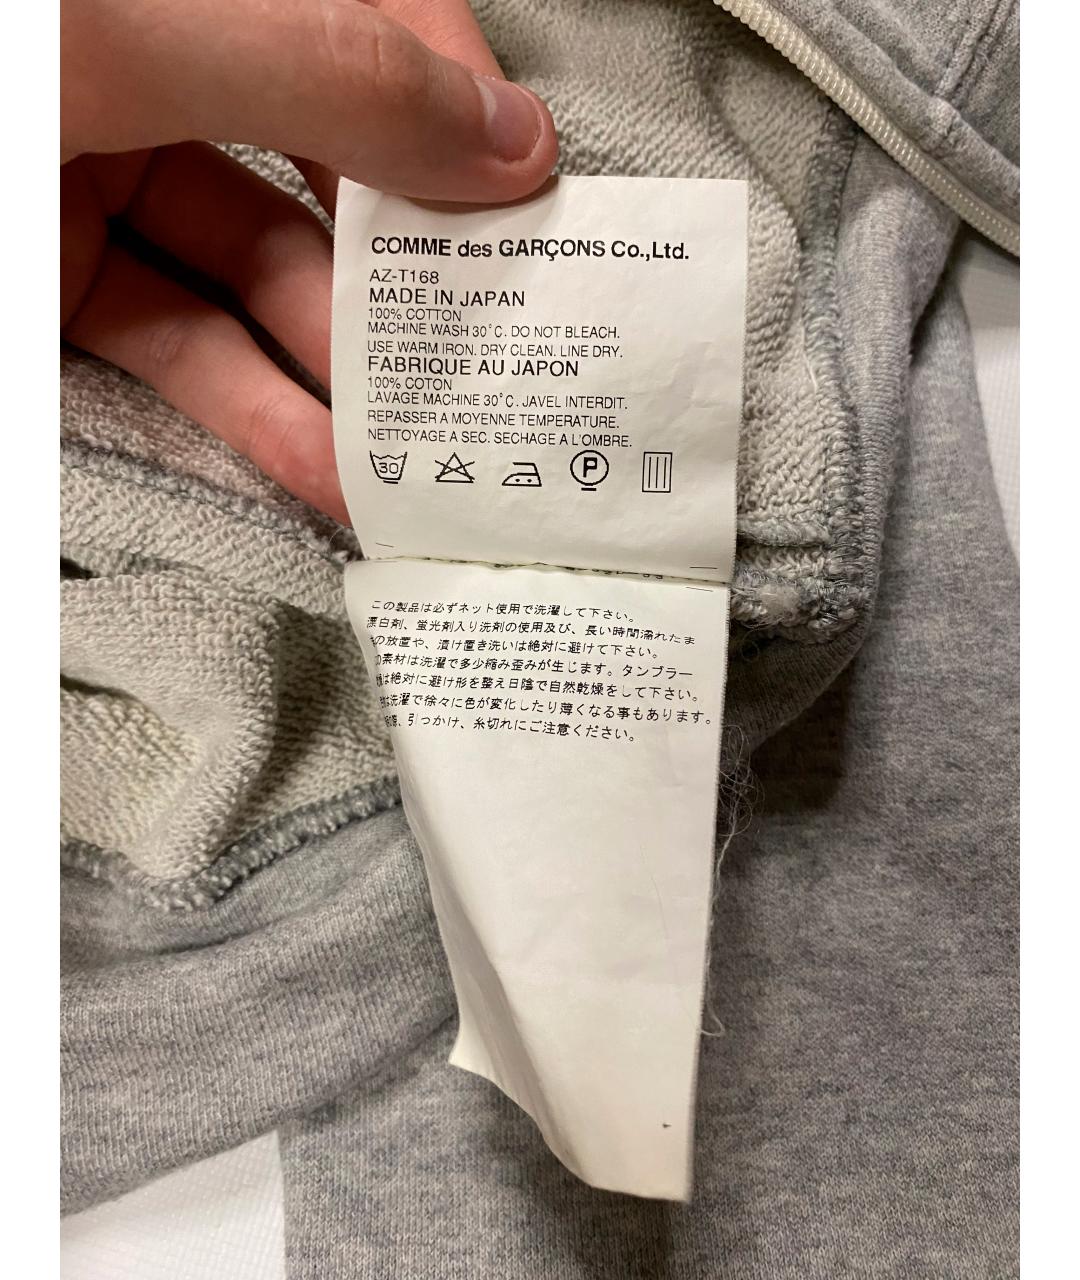 COMME des GARÇONS Co.,Ltd.
AZ-T168
MADE IN JAPAN
100% COTTON
MACHINE WASH 30°C. DO NOT BLEACH.
USE WARM IRON. DRY CLEAN. LINE DRY.
FABRIQUE AU JAPON
100% COTON
LAVAGE MACHINE 30°C. JAVEL INTERDIT.
REPASSER A MOYENNE TEMPERATURE.
NETTOYAGE A SEC. SECHAGE A L'OMBRE.
30 P
この製品は必ずネット使用で洗濯して下さい。
漂白剤、蛍光剤入り洗剤の使用及び、長い時間濡れたま
の放置や、漬け置き洗いは絶対に避けて下さい。
素材は洗濯で多少縮み歪みが生じます。タンブラー
は絶対に避け形を整え日陰で自然乾燥をして下さい。
は洗濯で徐々に色が変化したり薄くなる事もあります。
、引っかけ、糸切れにご注意ください。